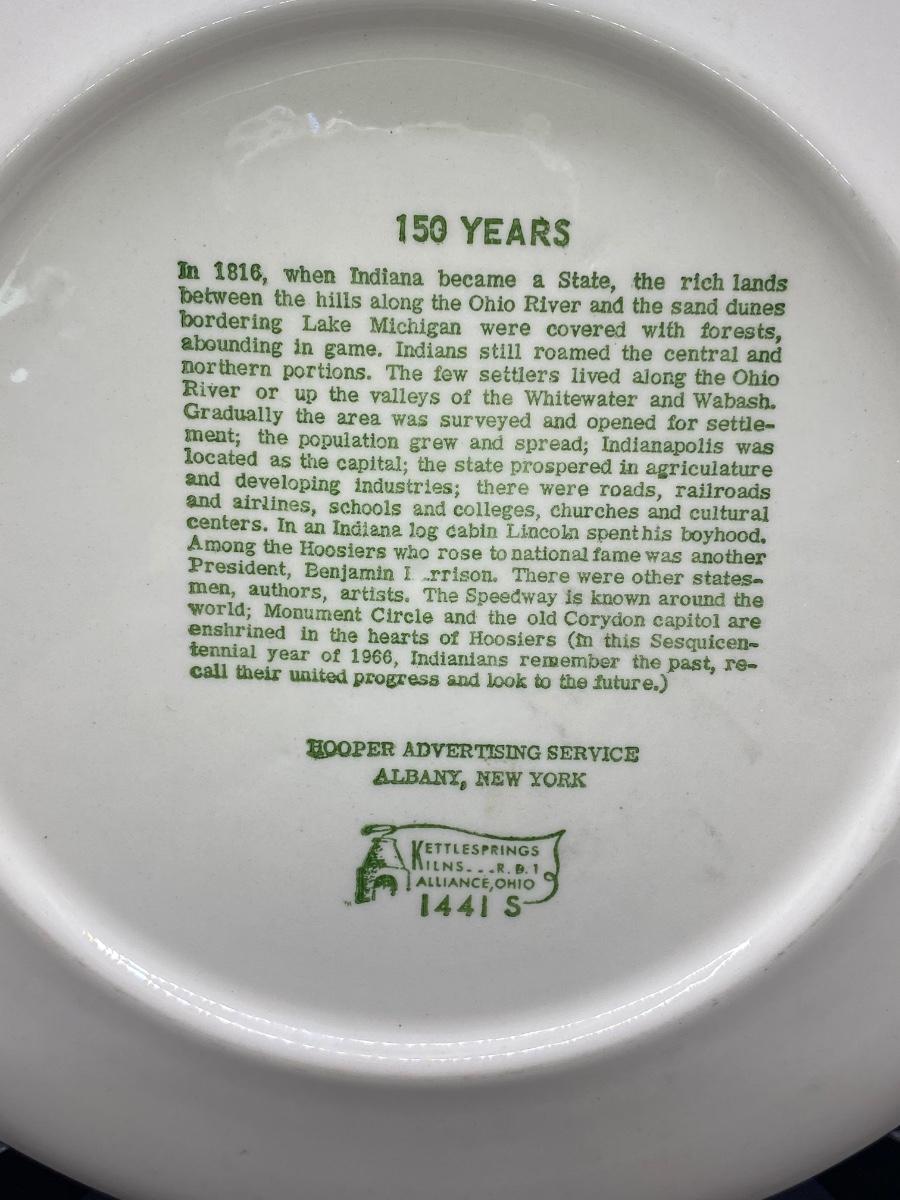 150 YEARS
In 1816, when Indiana became a State, the rich lands
between the hills along the Ohio River and the sand dunes
bordering Lake Michigan were covered with forests,
abounding in game. Indians still roamed the central and
northern portions. The few settlers lived along the Ohio
River or up the valleys of the Whitewater and Wabash.
Gradually the area was surveyed and opened for settle-
ment; the population grew and spread; Indianapolis was
located as the capital; the state prospered in agriculature
and developing industries; there were roads, railroads
and airlines, schools and colleges, churches and cultural
centers. In an Indiana log cabin Lincoln spent his boyhood.
Among the Hoosiers who rose to national fame was another
President, Benjamin rrison. There were other states-
men, authors, artists. The Speedway is known around the
world; Monument Circle and the old Corydon capitol are
enshrined in the hearts of Hoosiers (In this Sesquicen-
tennial year of 1966, Indianians remember the past, re-
call their united progress and look to the future.)
HOOPER ADVERTISING SERVICE
ALBANY, NEW YORK
KETTLESPRINGS
KILNS...R.D.1
ALLIANCE, OHIO
1441 S